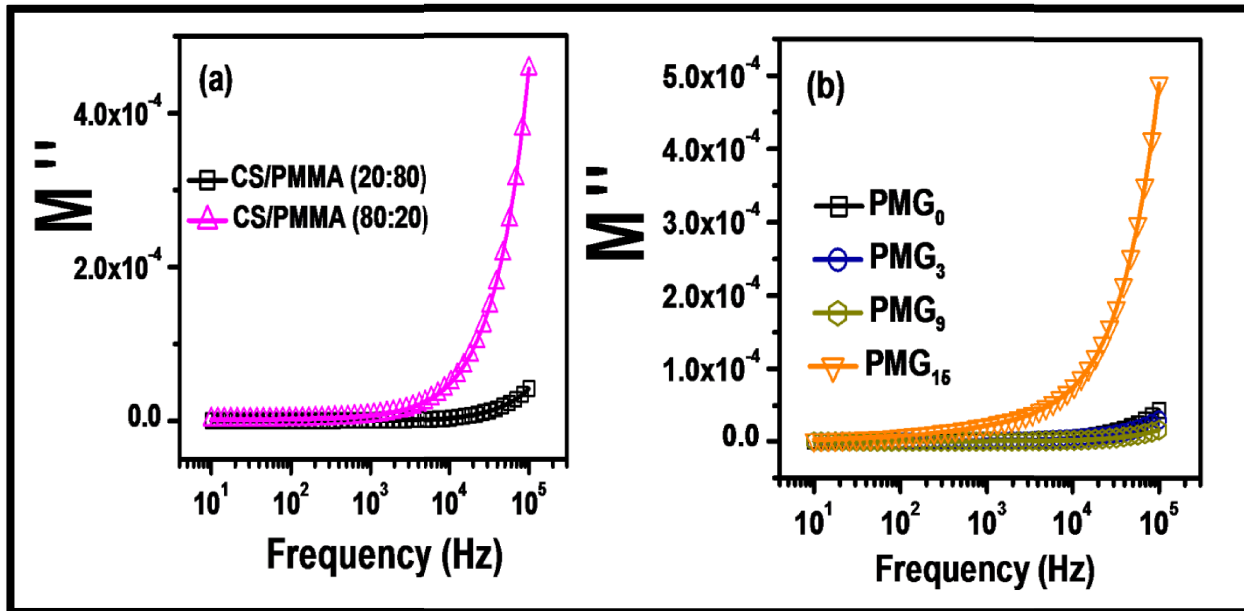 (a)
M''
4.0x10⁻⁴
2.0x10⁻⁴
0.0
CS/PMMA (20:80)
CS/PMMA (80:20)
10¹ 10² 10³ 10⁴ 10⁵
Frequency (Hz)
(b)
M''
5.0x10⁻⁴
4.0x10⁻⁴
3.0x10⁻⁴
2.0x10⁻⁴
1.0x10⁻⁴
0.0
PMG₀
PMG₃
PMG₉
PMG₁₅
10¹ 10² 10³ 10⁴ 10⁵
Frequency (Hz)